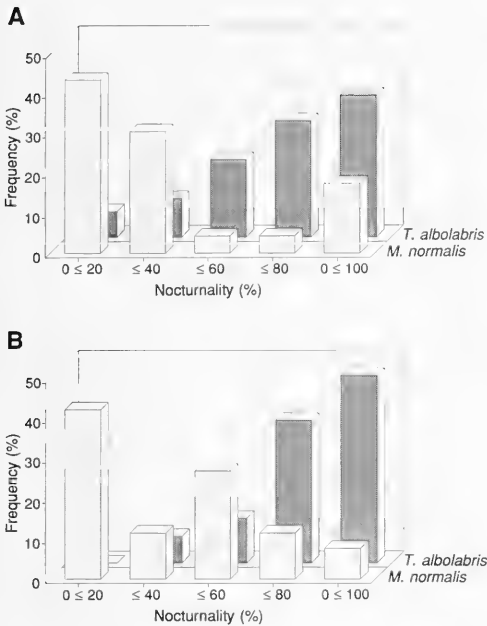 A
50
40
30
20
10
0
Frequency (%)
0 ≤ 20 ≤ 40 ≤ 60 ≤ 80 0 ≤ 100
Nocturnality (%)
T. albolabris
M. normalis
B
50
40
30
20
10
0
Frequency (%)
0 ≤ 20 ≤ 40 ≤ 60 ≤ 80 0 ≤ 100
Nocturnality (%)
T. albolabris
M. normalis